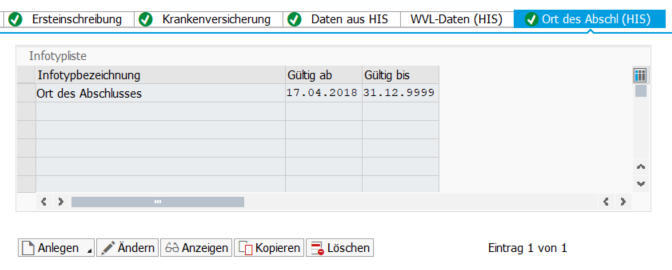 Ersteinschreibung Krankenversicherung Daten aus HIS WVL-Daten (HIS) Ort des Abschl (HIS)
Infotypliste
Infotypbezeichnung Gültig ab Gültig bis
Ort des Abschlusses 17.04.2018 31.12.9999
Anlegen Ändern Anzeigen Kopieren Löschen Eintrag 1 von 1